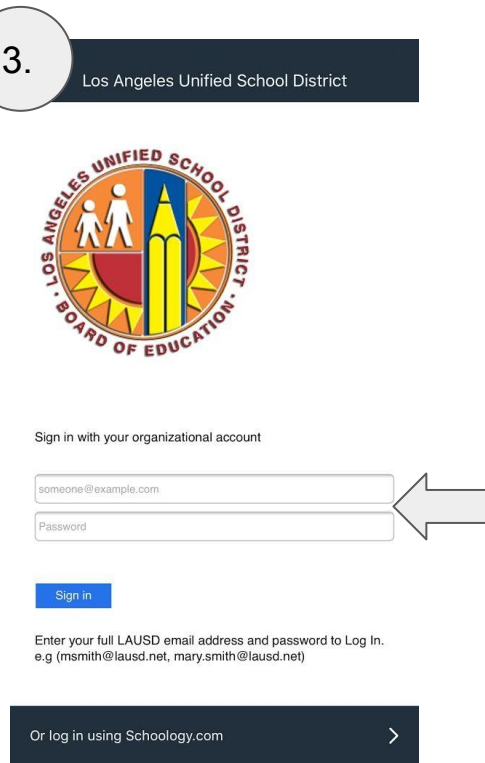 3.
Los Angeles Unified School District
LOS ANGELES UNIFIED SCHOOL DISTRICT
· BOARD OF EDUCATION ·
Sign in with your organizational account
someone@example.com
Password
Sign in
Enter your full LAUSD email address and password to Log In.
e.g (msmith@lausd.net, mary.smith@lausd.net)
Or log in using Schoology.com